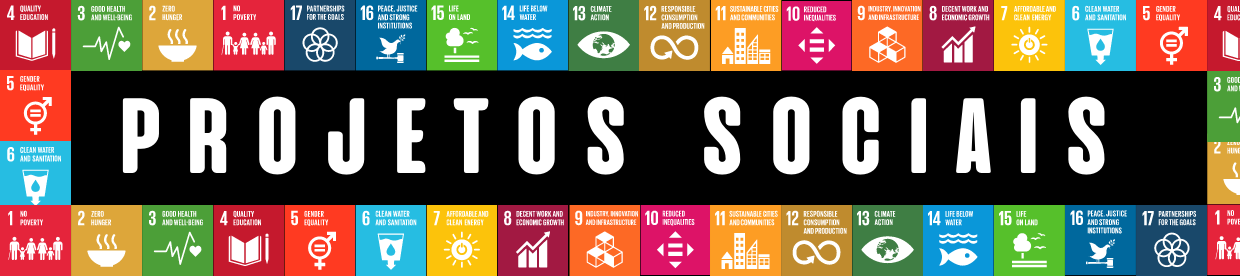 4 QUALITY EDUCATION
3 GOOD HEALTH AND WELL-BEING
2 ZERO HUNGER
1 NO POVERTY
17 PARTNERSHIPS FOR THE GOALS
16 PEACE, JUSTICE AND STRONG INSTITUTIONS
15 LIFE ON LAND
14 LIFE BELOW WATER
13 CLIMATE ACTION
12 RESPONSIBLE CONSUMPTION AND PRODUCTION
11 SUSTAINABLE CITIES AND COMMUNITIES
10 REDUCED INEQUALITIES
9 INDUSTRY, INNOVATION AND INFRASTRUCTURE
8 DECENT WORK AND ECONOMIC GROWTH
7 AFFORDABLE AND CLEAN ENERGY
6 CLEAN WATER AND SANITATION
5 GENDER EQUALITY
4
5 GENDER EQUALITY
3
PROJETOS SOCIAIS
6 CLEAN WATER AND SANITATION
2
1 NO POVERTY
2 ZERO HUNGER
3 GOOD HEALTH AND WELL-BEING
4 QUALITY EDUCATION
5 GENDER EQUALITY
6 CLEAN WATER AND SANITATION
7 AFFORDABLE AND CLEAN ENERGY
8 DECENT WORK AND ECONOMIC GROWTH
9 INDUSTRY, INNOVATION AND INFRASTRUCTURE
10 REDUCED INEQUALITIES
11 SUSTAINABLE CITIES AND COMMUNITIES
12 RESPONSIBLE CONSUMPTION AND PRODUCTION
13 CLIMATE ACTION
14 LIFE BELOW WATER
15 LIFE ON LAND
16 PEACE, JUSTICE AND STRONG INSTITUTIONS
17 PARTNERSHIPS FOR THE GOALS
1 NO